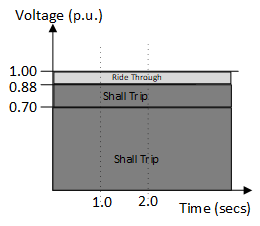 Voltage (p.u.)
1.00
Ride Through
0.88
Shall Trip
0.70
Shall Trip
1.0
2.0
Time (secs)